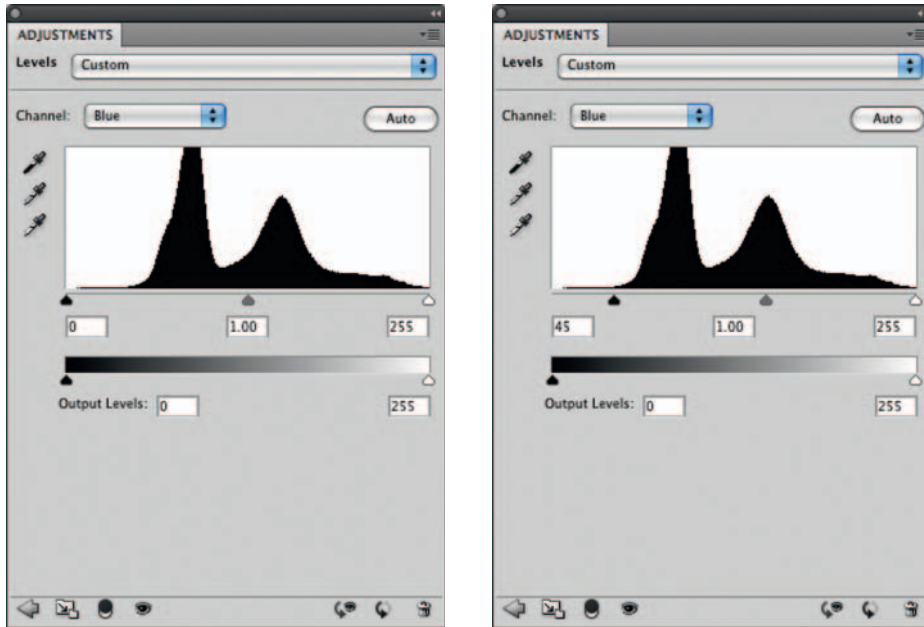 ADJUSTMENTS
Levels Custom
Channel: Blue Auto
0 1.00 255
Output Levels: 0 255
ADJUSTMENTS
Levels Custom
Channel: Blue Auto
45 1.00 255
Output Levels: 0 255